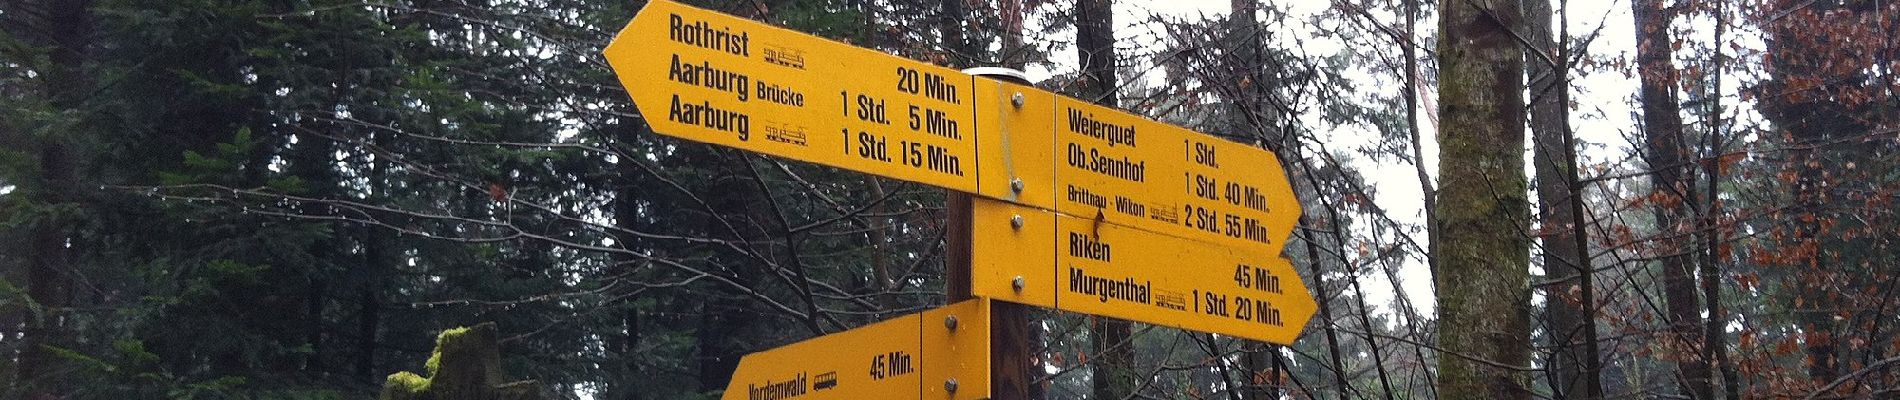 Rothrist 20 Min.
Aarburg Brücke 1 Std. 5 Min.
Aarburg 1 Std. 15 Min.
Weierguet 1 Std.
Ob.Sennhof 1 Std. 40 Min.
Brittnau - Wikon 2 Std. 55 Min.
Riken 45 Min.
Murgenthal 1 Std. 20 Min.
Vordemwald 45 Min.